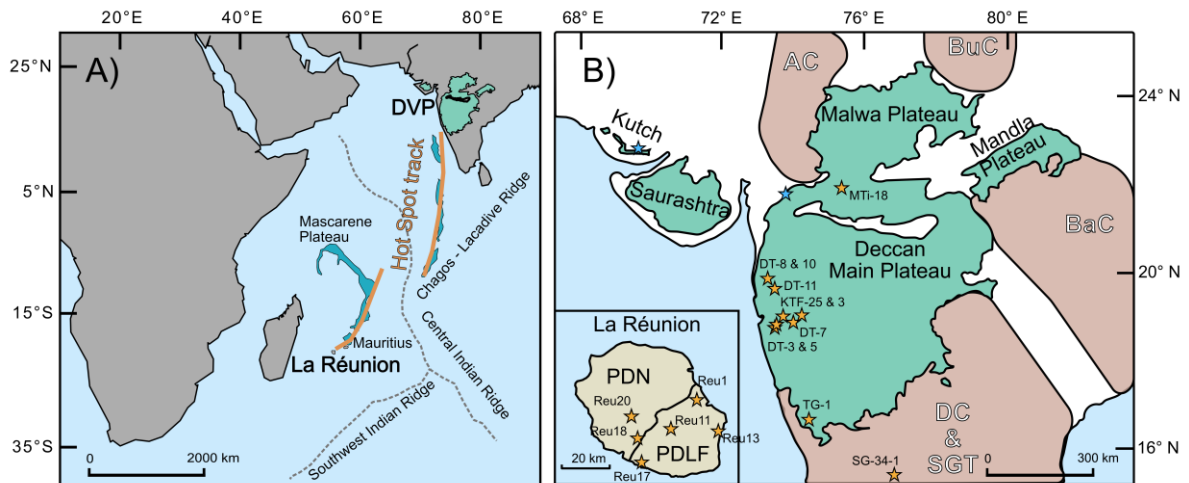 20°E
40°E
60°E
80°E
25°N
5°N
15°S
35°S
A)
DVP
Hot Spot track
Mascarene
Plateau
Chagos - Laccadive Ridge
Mauritius
La Réunion
Central Indian Ridge
Southwest Indian Ridge
0
2000 km
68° E
72°E
76°E
80°E
24° N
20° N
16° N
B)
AC
BuC
Malwa Plateau
Kutch
Mandla
Plateau
Saurashtra
MTi-18
BaC
Deccan
Main Plateau
DT-8 & 10
DT-11
KTF-25 & 3
DT-7
DT-3 & 5
TG-1
DC
&
SGT
SG-34-1
0
300 km
La Réunion
PDN
Reu1
Reu20
Reu11
Reu18
Reu13
PDLF
20 km
Reu17